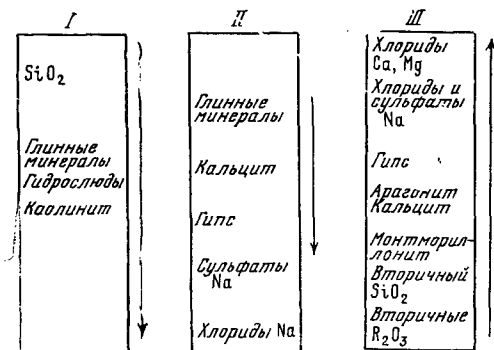 I
SiO₂
Глинные
минералы
Гидрослюды
Каолинит
II
Глинные
минералы
Кальцит
Гипс
Сульфаты
Na
Хлориды Na
III
Хлориды
Ca, Mg
Хлориды и
сульфаты
Na
Гипс
Арагонит
Кальцит
Монтморил-
лонит
Вторичный
SiO₂
Вторичные
R₂O₃